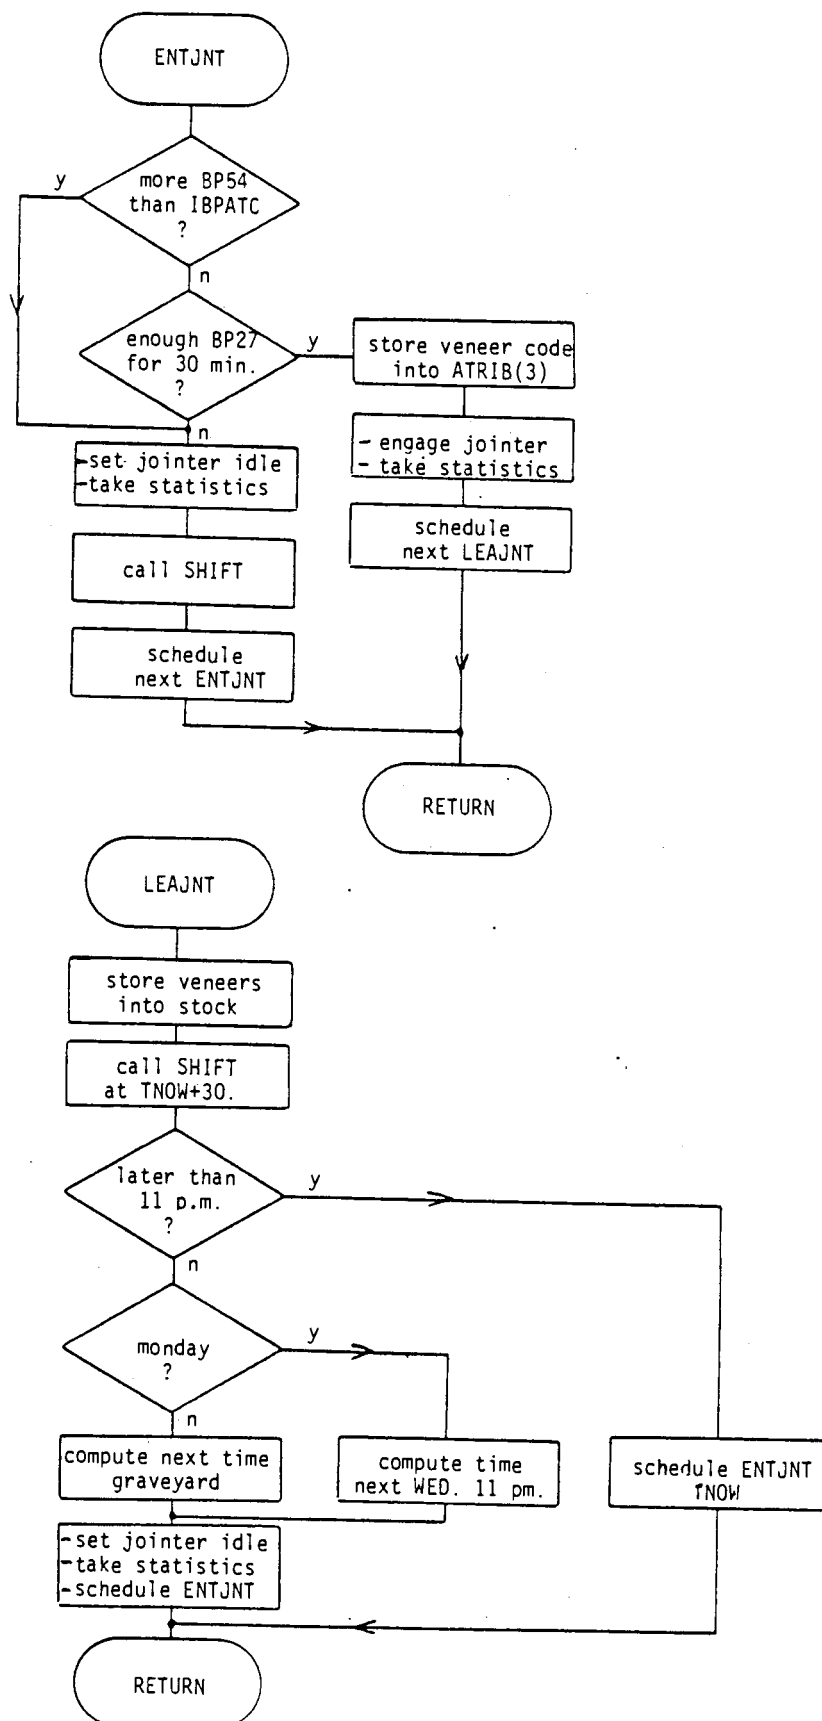 ENTJNT
more BP54
than IBPATC
?
y
n
enough BP27
for 30 min.
?
y
n
store veneer code
into ATRIB(3)
- engage jointer
- take statistics
schedule
next LEAJNT
-set jointer idle
-take statistics
call SHIFT
schedule
next ENTJNT
RETURN
LEAJNT
store veneers
into stock
call SHIFT
at TNOW+30.
later than
11 p.m.
?
y
n
monday
?
y
n
compute next time
graveyard
compute time
next WED. 11 pm.
schedule ENTJNT
TNOW
-set jointer idle
-take statistics
-schedule ENTJNT
RETURN